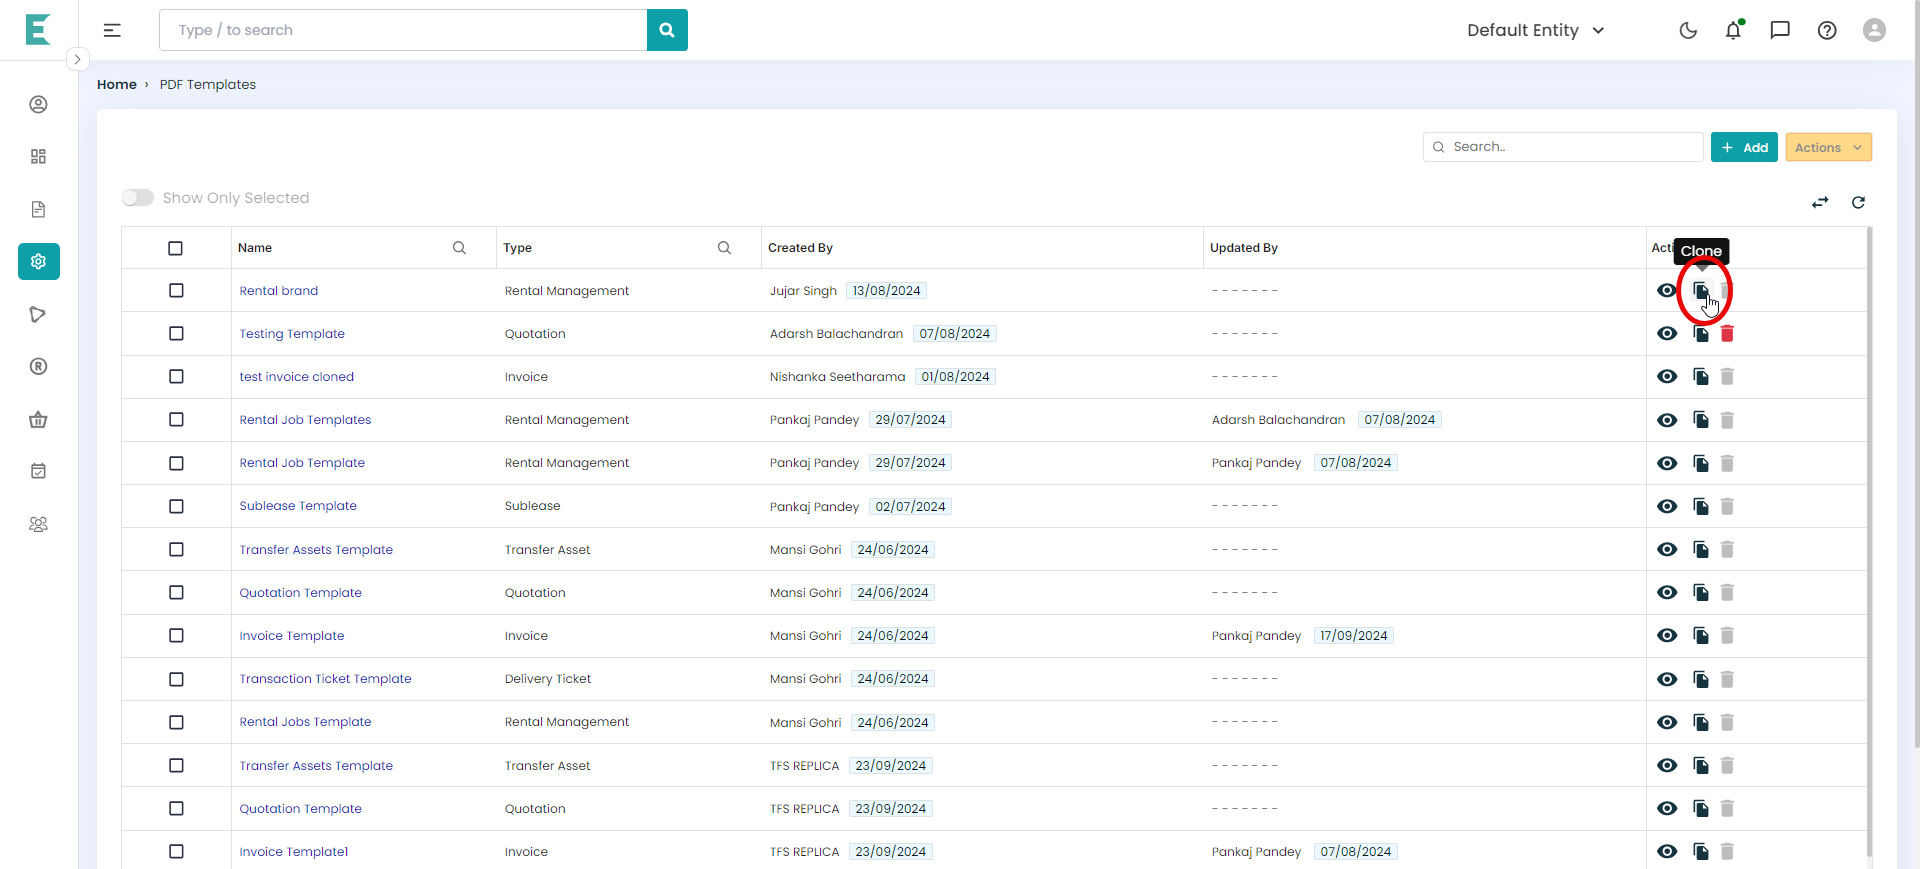 Type / to search
Default Entity
Home › PDF Templates
Search..
+ Add
Actions
Show Only Selected
Name Type Created By Updated By Acti
Clone
Rental brand Rental Management Jujar Singh 13/08/2024 - - - - - - -
Testing Template Quotation Adarsh Balachandran 07/08/2024 - - - - - - -
test invoice cloned Invoice Nishanka Seetharama 01/08/2024 - - - - - - -
Rental Job Templates Rental Management Pankaj Pandey 29/07/2024 Adarsh Balachandran 07/08/2024
Rental Job Template Rental Management Pankaj Pandey 29/07/2024 Pankaj Pandey 07/08/2024
Sublease Template Sublease Pankaj Pandey 02/07/2024 - - - - - - -
Transfer Assets Template Transfer Asset Mansi Gohri 24/06/2024 - - - - - - -
Quotation Template Quotation Mansi Gohri 24/06/2024 - - - - - - -
Invoice Template Invoice Mansi Gohri 24/06/2024 Pankaj Pandey 17/09/2024
Transaction Ticket Template Delivery Ticket Mansi Gohri 24/06/2024 - - - - - - -
Rental Jobs Template Rental Management Mansi Gohri 24/06/2024 - - - - - - -
Transfer Assets Template Transfer Asset TFS REPLICA 23/09/2024 - - - - - - -
Quotation Template Quotation TFS REPLICA 23/09/2024 - - - - - - -
Invoice Template1 Invoice TFS REPLICA 23/09/2024 Pankaj Pandey 07/08/2024